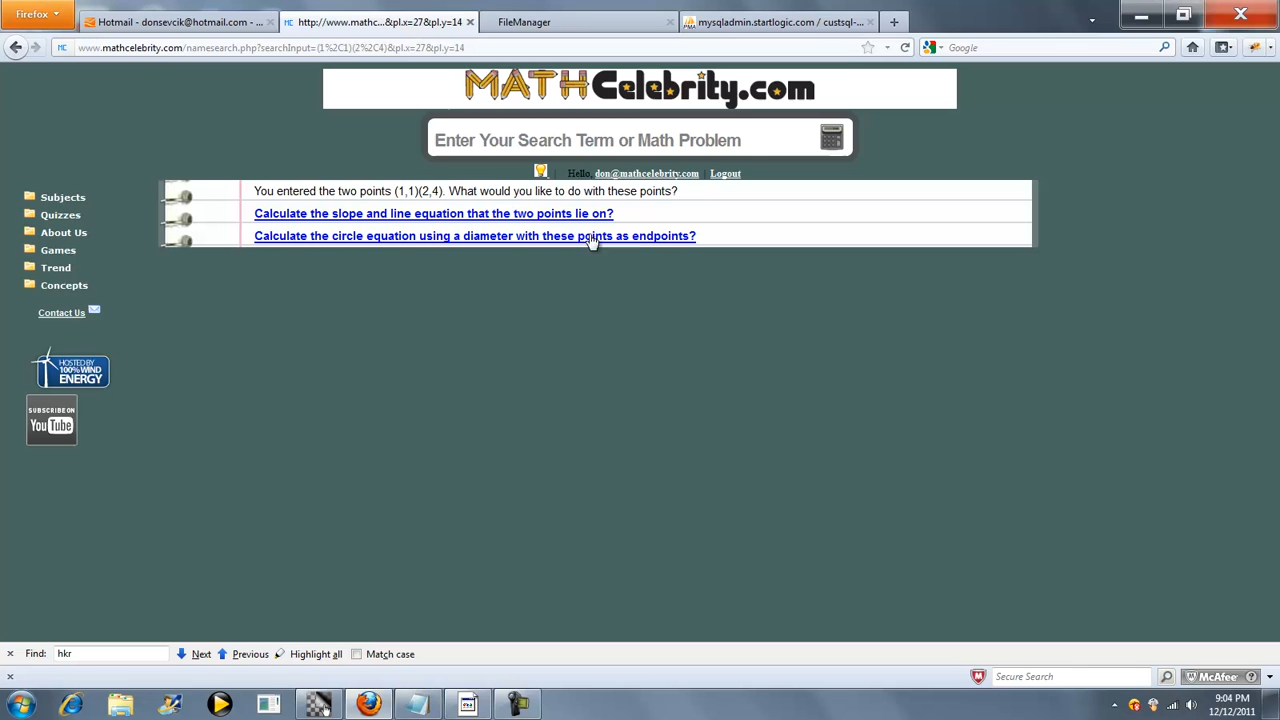 Firefox
Hotmail - donsevcik@hotmail.com - ...
http://www.mathc...&pl.x=27&pl.y=14
FileManager
mysqladmin.startlogic.com / custsql-...
www.mathcelebrity.com/namesearch.php?searchInput=(1%2C1)(2%2C4)&pl.x=27&pl.y=14
Google
MATHCelebrity.com
Enter Your Search Term or Math Problem
Hello, don@mathcelebrity.com | Logout
Subjects
Quizzes
About Us
Games
Trend
Concepts
Contact Us
HOSTED BY
100% WIND
ENERGY
SUBSCRIBE ON
YouTube
You entered the two points (1,1)(2,4). What would you like to do with these points?
Calculate the slope and line equation that the two points lie on?
Calculate the circle equation using a diameter with these points as endpoints?
Find: hkr Next Previous Highlight all Match case
Secure Search McAfee
9:04 PM
12/12/2011